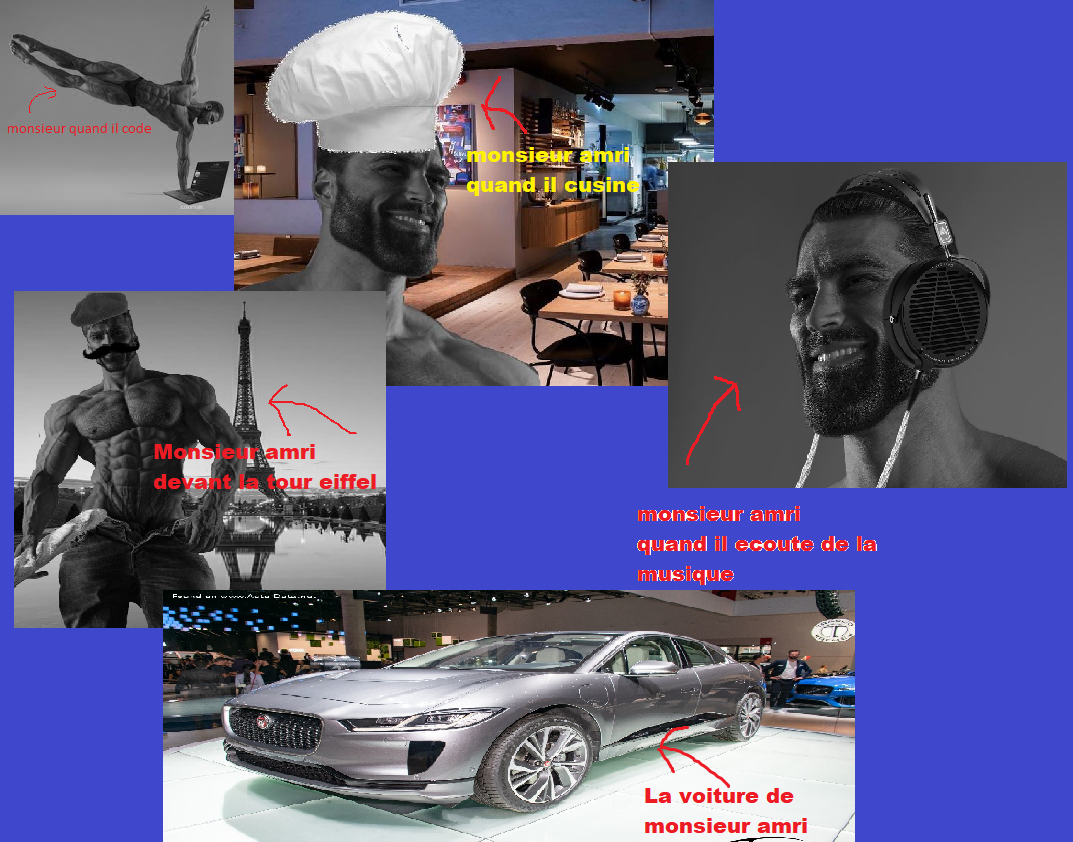 monsieur quand il code
monsieur amri
quand il cusine
Monsieur amri
devant la tour eiffel
monsieur amri
quand il ecoute de la
musique
La voiture de
monsieur amri